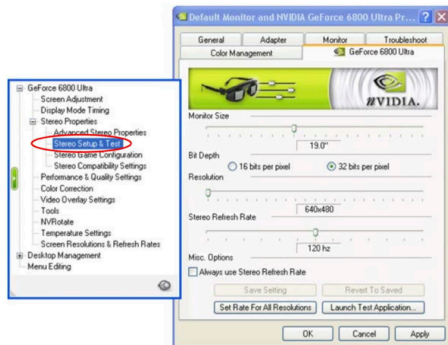 Default Monitor and NVIDIA GeForce 6800 Ultra Pr...
General Adapter Monitor Troubleshoot
Color Management GeForce 6800 Ultra
NVIDIA.
GeForce 6800 Ultra
Screen Adjustment
Display Mode Timing
Stereo Properties
Advanced Stereo Properties
Stereo Setup & Test
Stereo Game Configuration
Stereo Compatibility Settings
Performance & Quality Settings
Color Correction
Video Overlay Settings
Tools
NVRotate
Temperature Settings
Screen Resolutions & Refresh Rates
Desktop Management
Menu Editing
Monitor Size
19.0"
Bit Depth
16 bits per pixel 32 bits per pixel
Resolution
640x480
Stereo Refresh Rate
120 hz
Misc. Options
Always use Stereo Refresh Rate
Save Setting Revert To Saved
Set Rate For All Resolutions Launch Test Application...
OK Cancel Apply